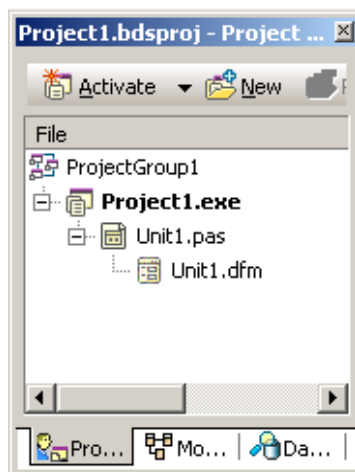 Project1.bdsproj - Project ...
Activate New
File
ProjectGroup1
Project1.exe
Unit1.pas
Unit1.dfm
Pro... Mo... Da...